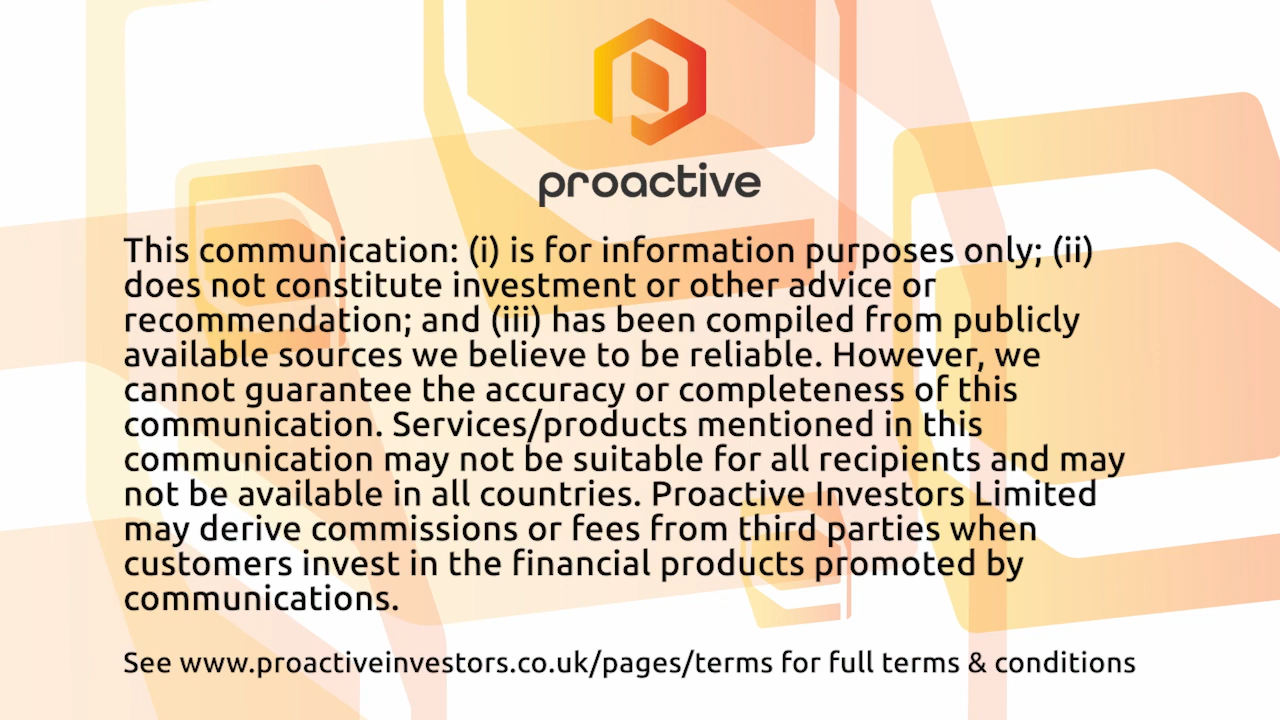 proactive
This communication: (i) is for information purposes only; (ii)
does not constitute investment or other advice or
recommendation; and (iii) has been compiled from publicly
available sources we believe to be reliable. However, we
cannot guarantee the accuracy or completeness of this
communication. Services/products mentioned in this
communication may not be suitable for all recipients and may
not be available in all countries. Proactive Investors Limited
may derive commissions or fees from third parties when
customers invest in the financial products promoted by
communications.
See www.proactiveinvestors.co.uk/pages/terms for full terms & conditions